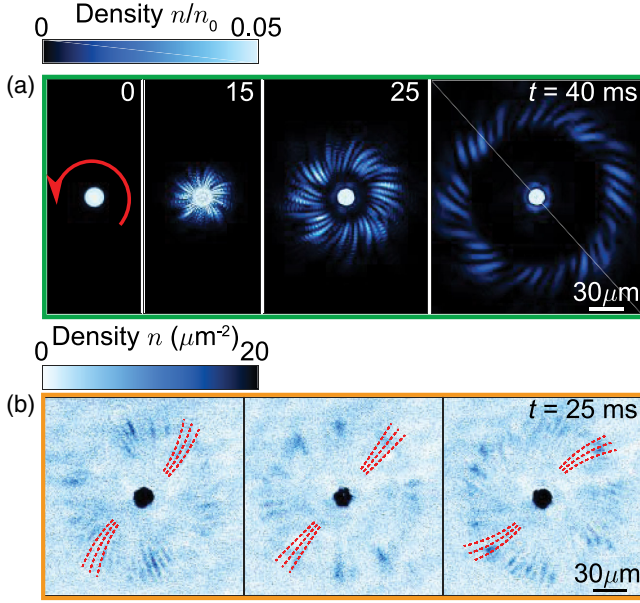 Density n/n₀
0 0.05
(a)
0 15 25 t = 40 ms
30μm
Density n (μm⁻²)
0 20
(b)
t = 25 ms
30μm